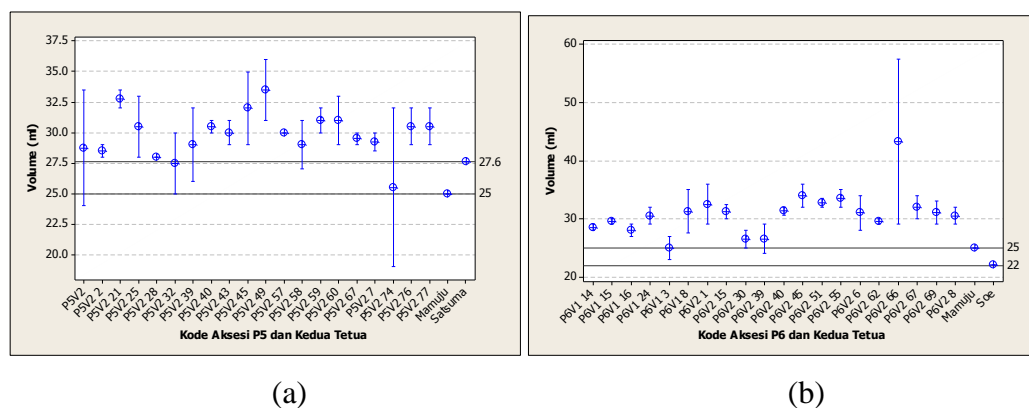 37.5
35.0
32.5
30.0
27.5
25.0
22.5
20.0
Volume (ml)
27.6
25
P5V2
P5V2 2
P5V2 21
P5V2 25
P5V2 28
P5V2 32
P5V2 39
P5V2 40
P5V2 43
P5V2 45
P5V2 49
P5V2 57
P5V2 58
P5V2 59
P5V2 60
P5V2 67
P5V2 7
P5V2 74
P5V2 76
P5V2 77
Mamuju
Satsuma
Kode Aksesi P5 dan Kedua Tetua
(a)
60
50
40
30
20
Volume (ml)
25
22
P6V1 14
P6V1 15
P6V1 16
P6V1 24
P6V1 3
P6V1 8
P6V2 1
P6V2 15
P6V2 30
P6V2 39
P6V2 40
P6V2 45
P6V2 51
P6V2 55
P6V2 6
P6V2 62
P6V2 66
P6V2 67
P6V2 69
P6V2 8
Mamuju
Soe
Kode Aksesi P6 dan Kedua Tetua
(b)